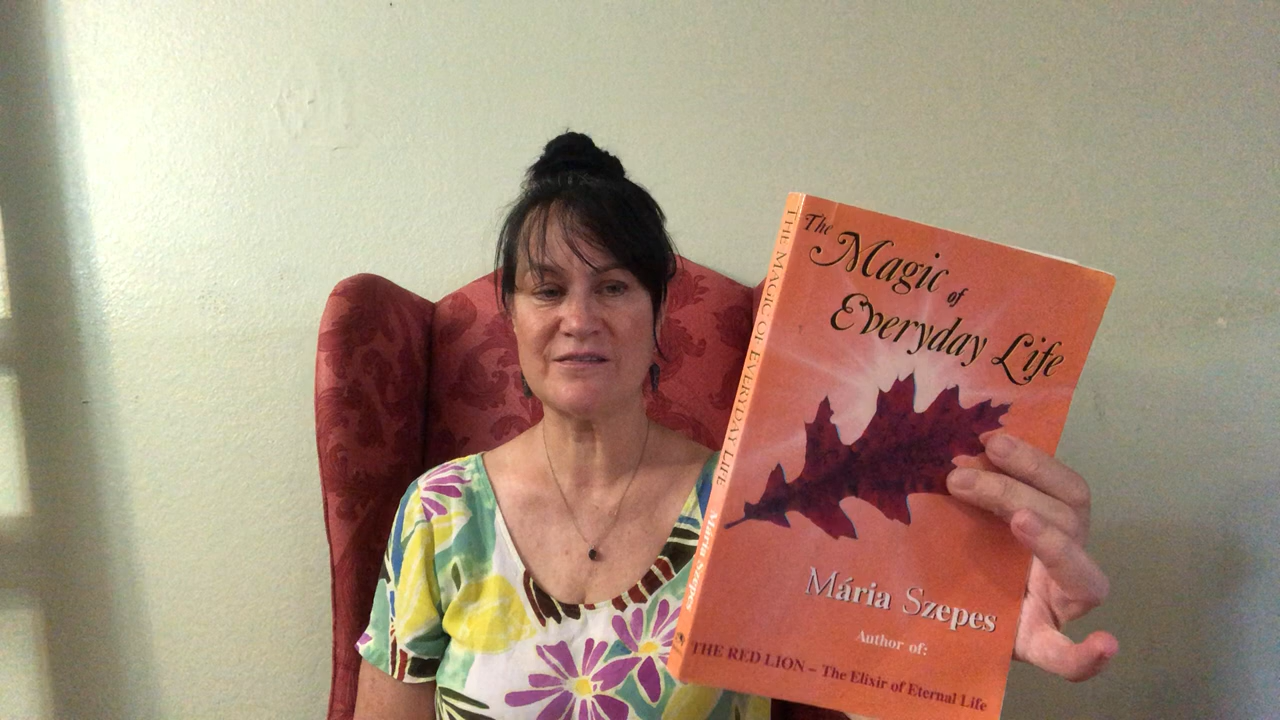 The
Magic
of
Everyday Life
Mária Szepes
Author of:
THE RED LION – The Elixir of Eternal Life
THE MAGIC OF EVERYDAY LIFE Mária Szepes